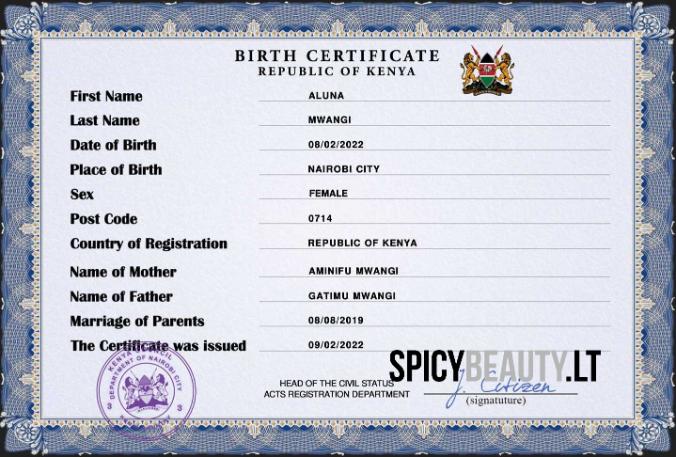 BIRTH CERTIFICATE
REPUBLIC OF KENYA
First Name ALUNA
Last Name MWANGI
Date of Birth 08/02/2022
Place of Birth NAIROBI CITY
Sex FEMALE
Post Code 0714
Country of Registration REPUBLIC OF KENYA
Name of Mother AMINIFU MWANGI
Name of Father GATIMU MWANGI
Marriage of Parents 08/08/2019
The Certificate was issued 09/02/2022
SPICYBEAUTY.LT
HEAD OF THE CIVIL STATUS
ACTS REGISTRATION DEPARTMENT
J. Citizen
(signatuture)
DEPARTMENT OF NAIROBI CITY
3 3